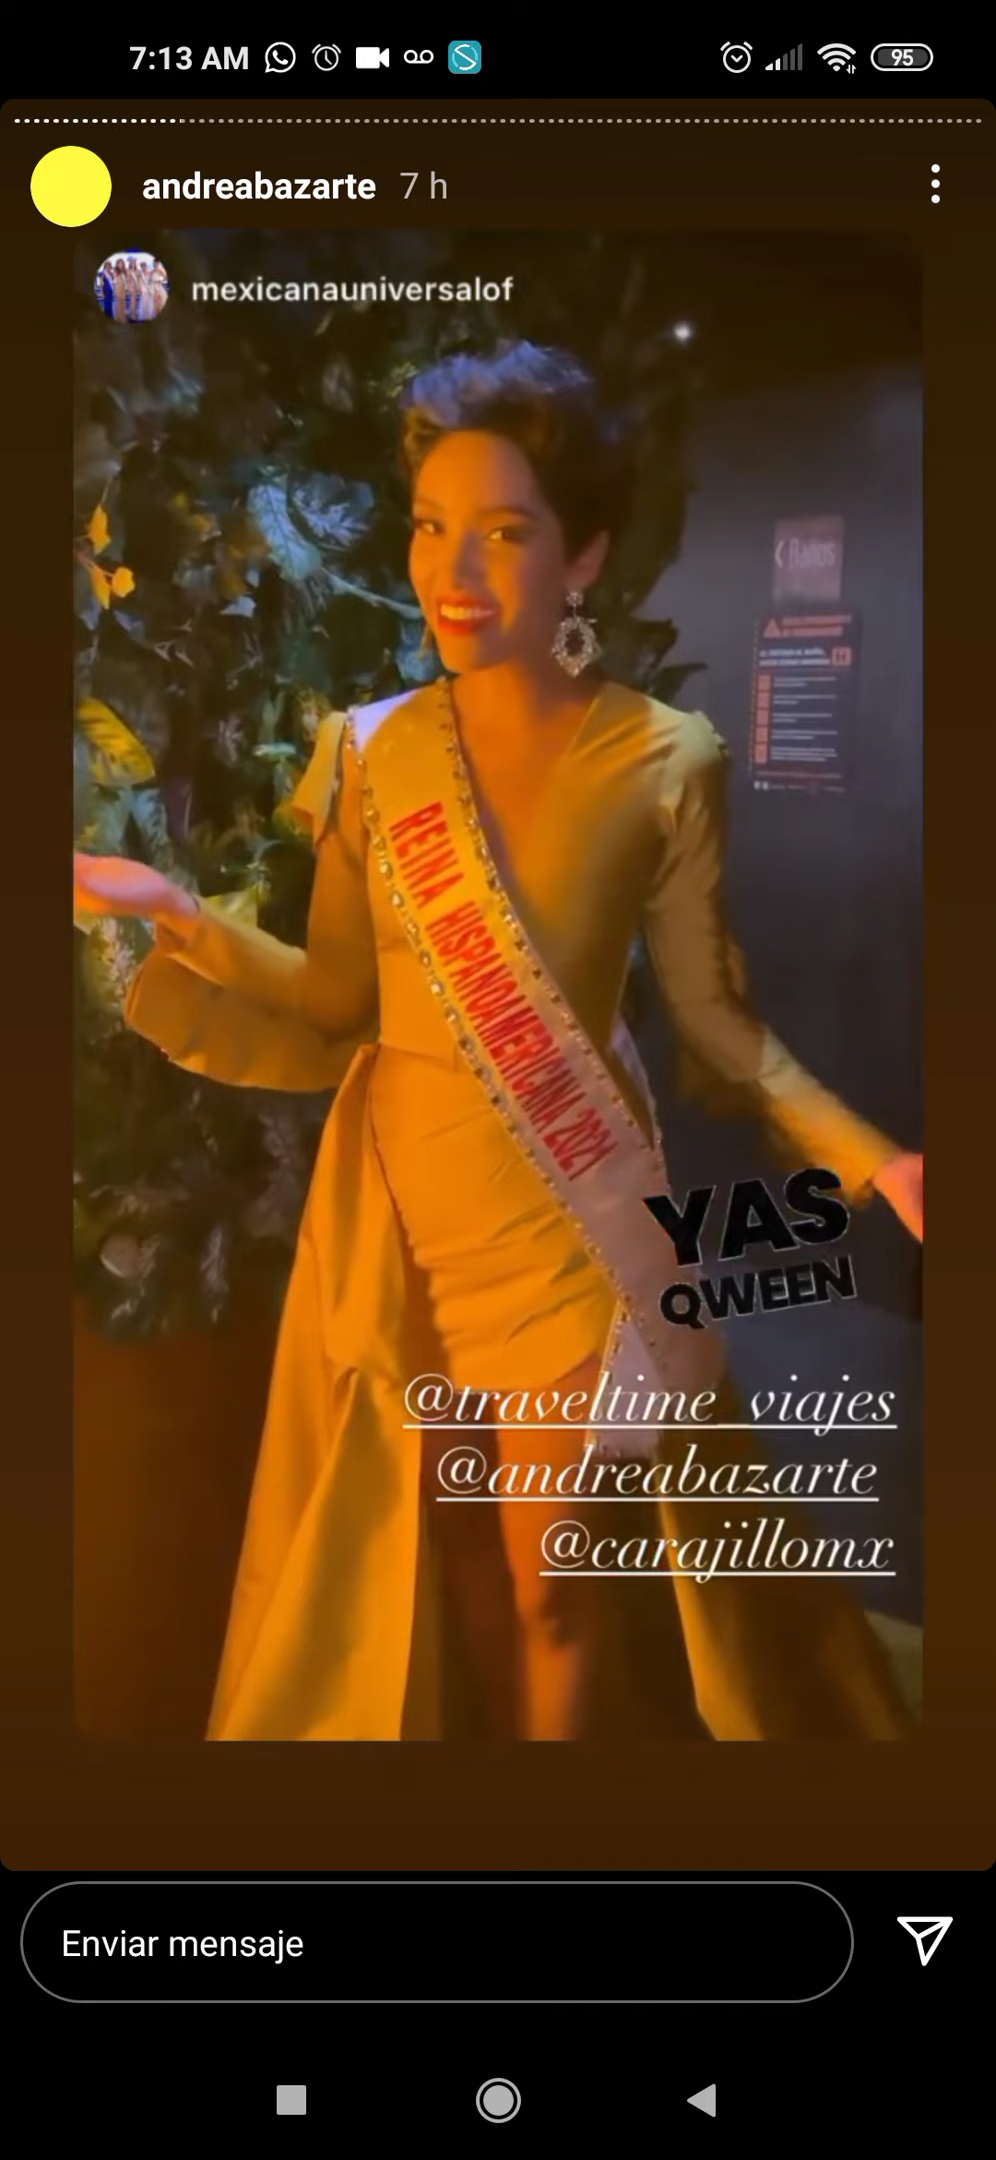 7:13 AM
95
andreabazarte 7 h
mexicanauniversalof
Baños
REINA HISPANOAMERICANA 2021
YAS
QWEEN
@traveltime_viajes
@andreabazarte
@carajillomx
Enviar mensaje